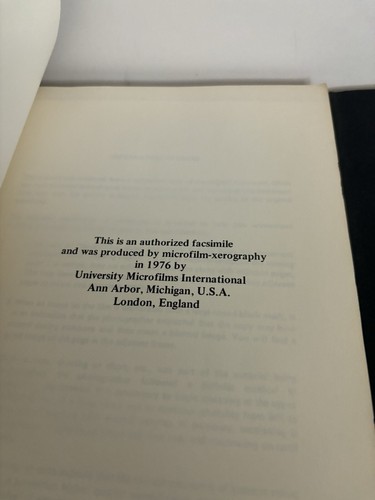 This is an authorized facsimile
and was produced by microfilm-xerography
in 1976 by
University Microfilms International
Ann Arbor, Michigan, U.S.A.
London, England